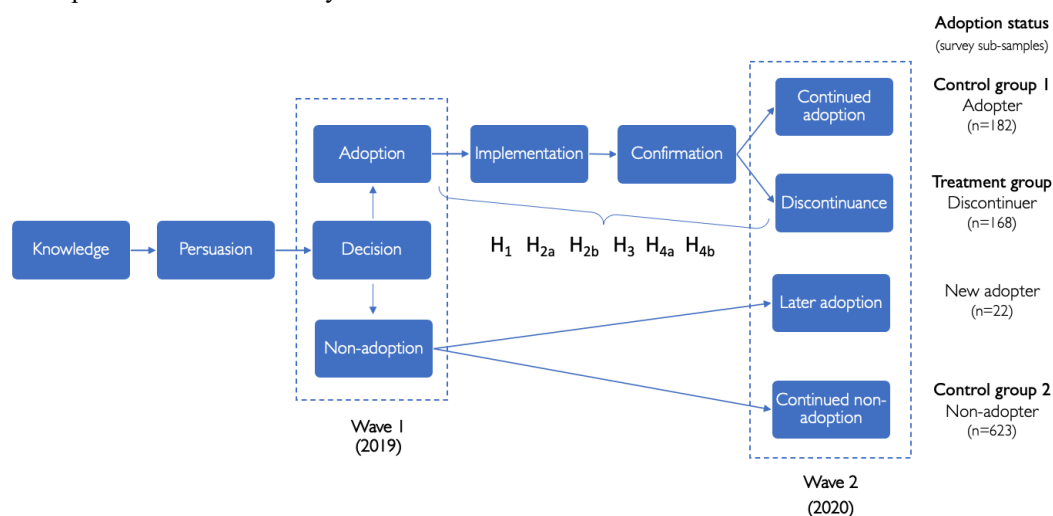 Adoption status
(survey sub-samples)
Control group 1
Adopter
(n=182)
Continued
adoption
Adoption
Implementation
Confirmation
Treatment group
Discontinuer
(n=168)
Discontinuance
Knowledge
Persuasion
Decision
H1 H2a H2b H3 H4a H4b
New adopter
(n=22)
Later adoption
Non-adoption
Control group 2
Non-adopter
(n=623)
Continued non-
adoption
Wave 1
(2019)
Wave 2
(2020)